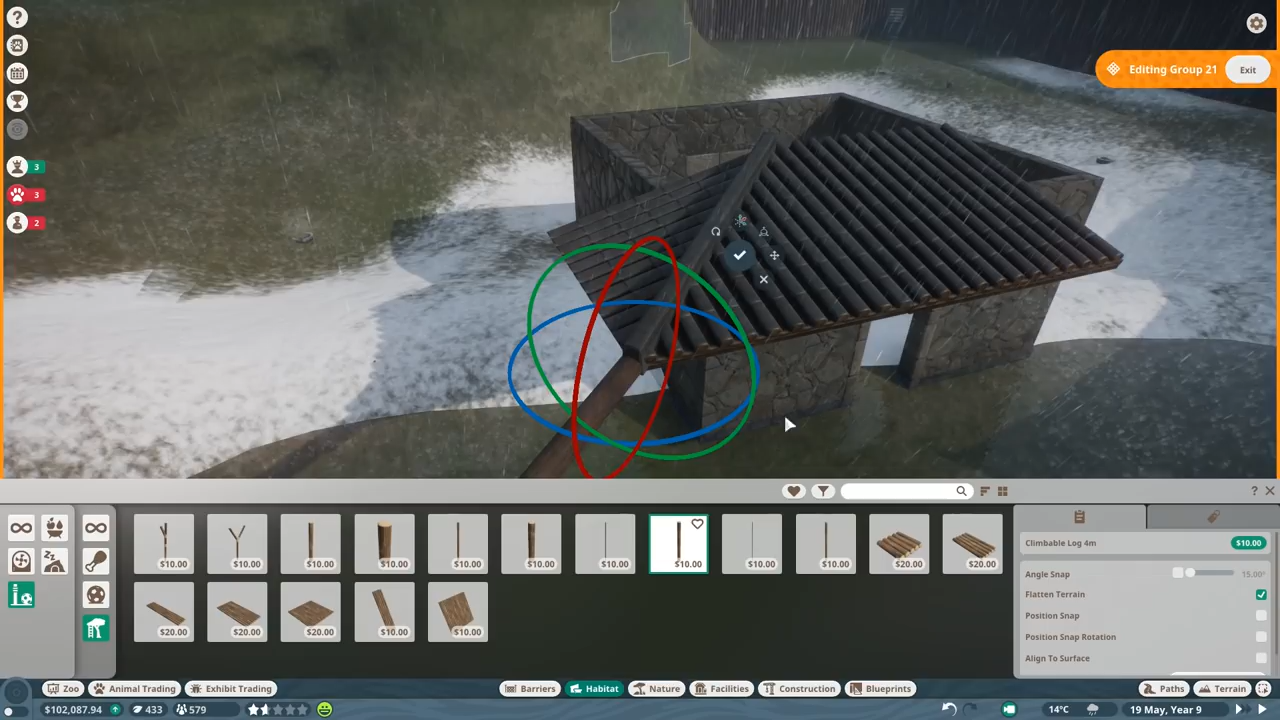 ?
Editing Group 21
Exit
3
3
2
?
$10.00
$10.00
$10.00
$10.00
$10.00
$10.00
$10.00
$10.00
$10.00
$10.00
$20.00
$20.00
$20.00
$20.00
$20.00
$10.00
$10.00
Climbable Log 4m
$10.00
Angle Snap
15.00°
Flatten Terrain
Position Snap
Position Snap Rotation
Align To Surface
Zoo
Animal Trading
Exhibit Trading
Barriers
Habitat
Nature
Facilities
Construction
Blueprints
Paths
Terrain
$102,087.94
433
579
14°C
19 May, Year 9